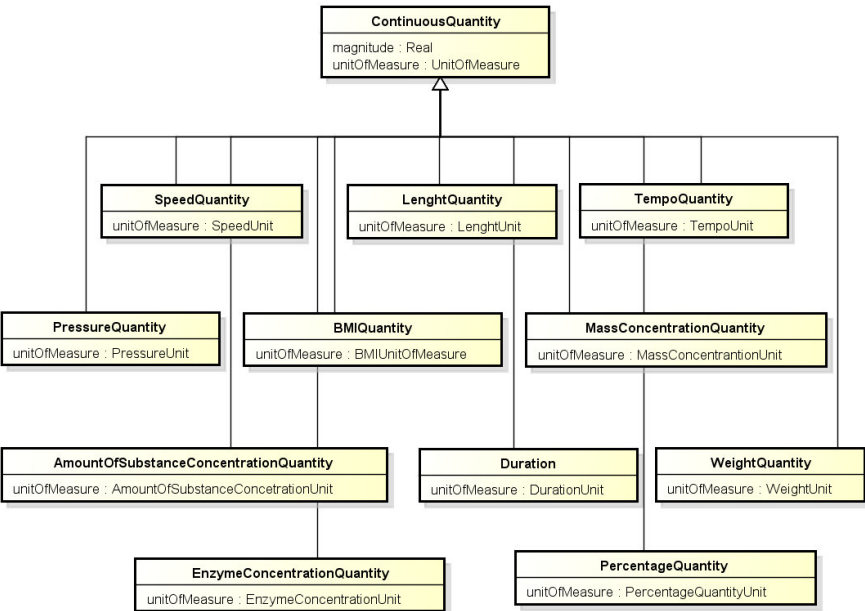 ContinuousQuantity
magnitude : Real
unitOfMeasure : UnitOfMeasure
SpeedQuantity
unitOfMeasure : SpeedUnit
LenghtQuantity
unitOfMeasure : LenghtUnit
TempoQuantity
unitOfMeasure : TempoUnit
PressureQuantity
unitOfMeasure : PressureUnit
BMIQuantity
unitOfMeasure : BMIUnitOfMeasure
MassConcentrationQuantity
unitOfMeasure : MassConcentrantionUnit
AmountOfSubstanceConcentrationQuantity
unitOfMeasure : AmountOfSubstanceConcetrationUnit
Duration
unitOfMeasure : DurationUnit
WeightQuantity
unitOfMeasure : WeightUnit
EnzymeConcentrationQuantity
unitOfMeasure : EnzymeConcentrationUnit
PercentageQuantity
unitOfMeasure : PercentageQuantityUnit